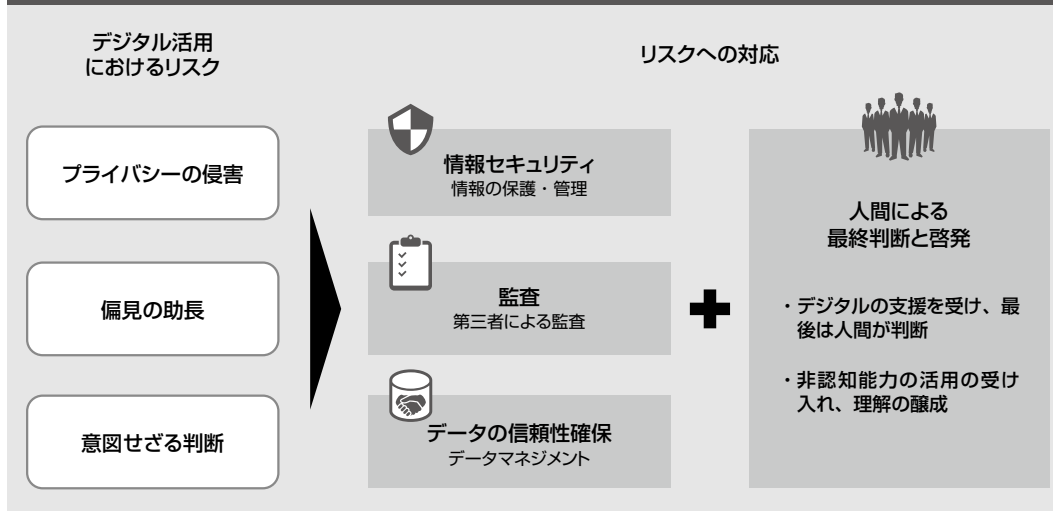 デジタル活用
におけるリスク
リスクへの対応
プライバシーの侵害
偏見の助長
意図せざる判断
情報セキュリティ
情報の保護・管理
監査
第三者による監査
データの信頼性確保
データマネジメント
人間による
最終判断と啓発
・デジタルの支援を受け、最
後は人間が判断
・非認知能力の活用の受け
入れ、理解の醸成